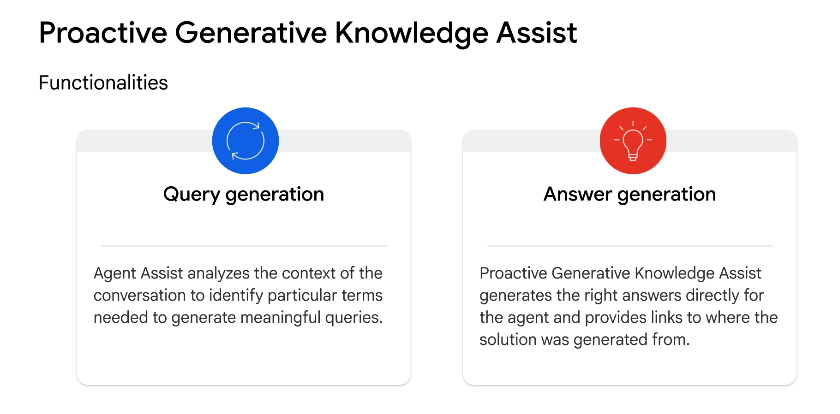 Proactive Generative Knowledge Assist
Functionalities
Query generation
Agent Assist analyzes the context of the
conversation to identify particular terms
needed to generate meaningful queries.
Answer generation
Proactive Generative Knowledge Assist
generates the right answers directly for
the agent and provides links to where the
solution was generated from.